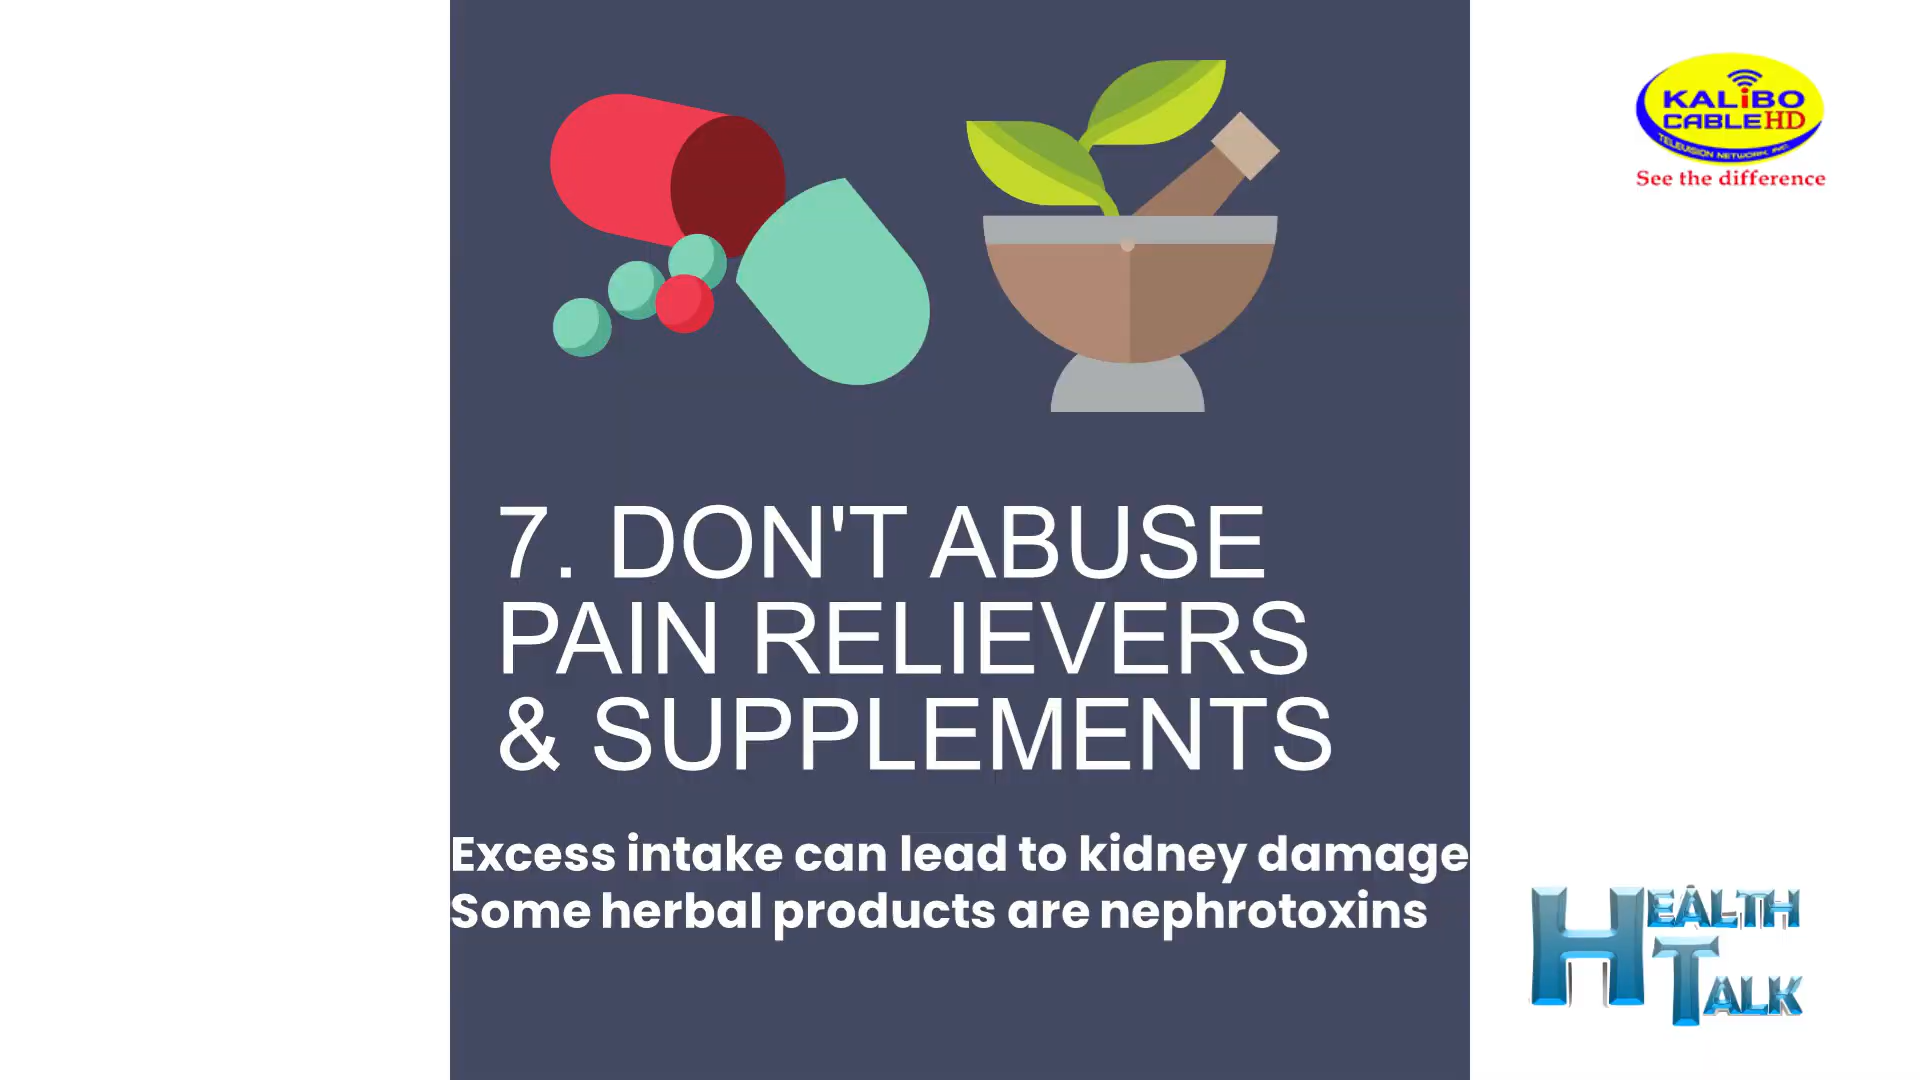 KALiBO
CABLEHD
TELEVISION NETWORK, INC.
See the difference
7. DON'T ABUSE
PAIN RELIEVERS
& SUPPLEMENTS
Excess intake can lead to kidney damage
Some herbal products are nephrotoxins
HEALTH
TALK